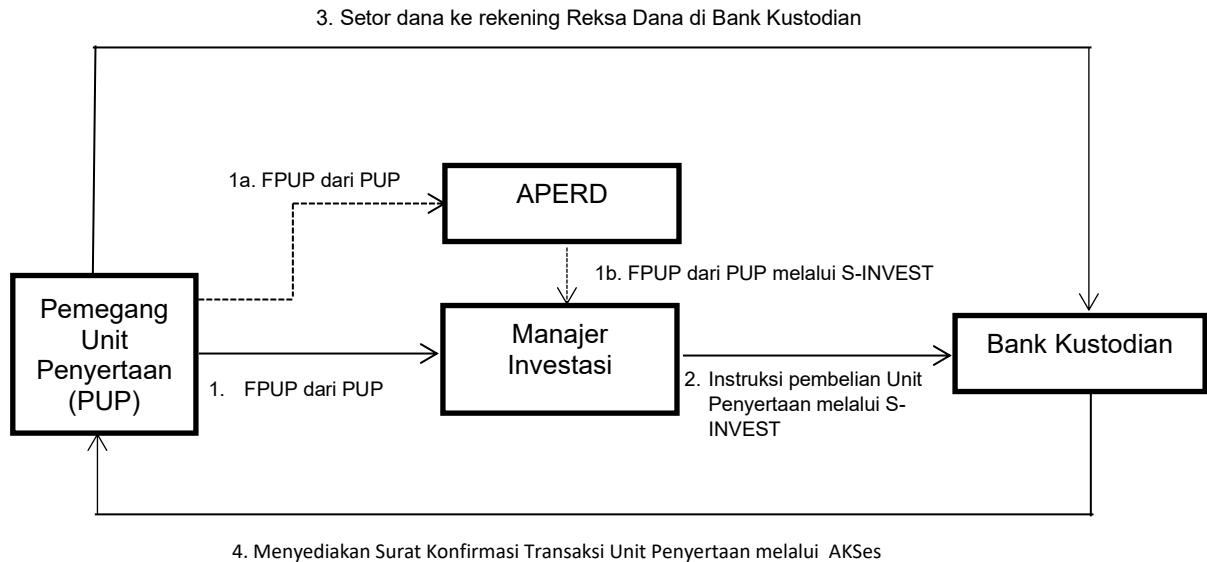 3. Setor dana ke rekening Reksa Dana di Bank Kustodian
1a. FPUP dari PUP
APERD
1b. FPUP dari PUP melalui S-INVEST
Pemegang
Unit
Penyertaan
(PUP)
Manajer
Investasi
Bank Kustodian
1. FPUP dari PUP
2. Instruksi pembelian Unit
Penyertaan melalui S-
INVEST
4. Menyediakan Surat Konfirmasi Transaksi Unit Penyertaan melalui AKSes